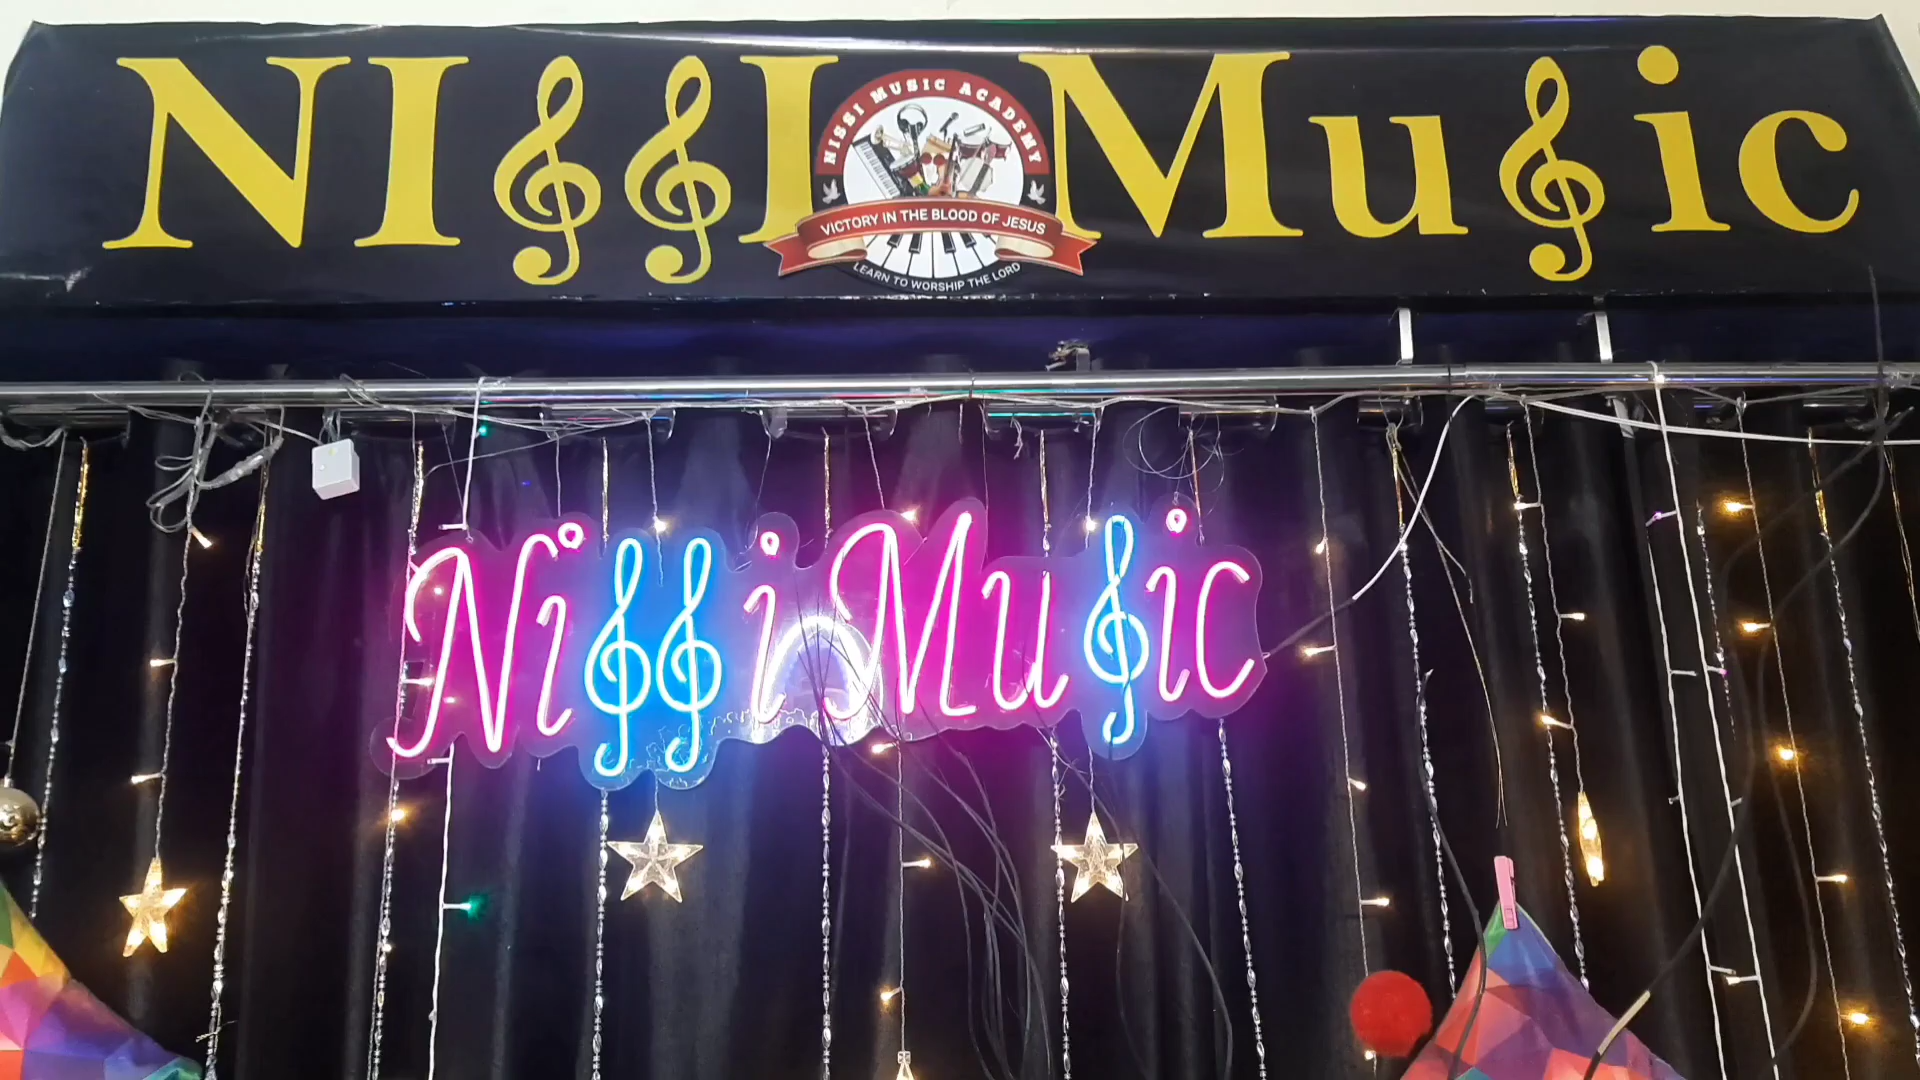 NISSI Music
NISSI MUSIC ACADEMY
VICTORY IN THE BLOOD OF JESUS
LEARN TO WORSHIP THE LORD
Nissi Music